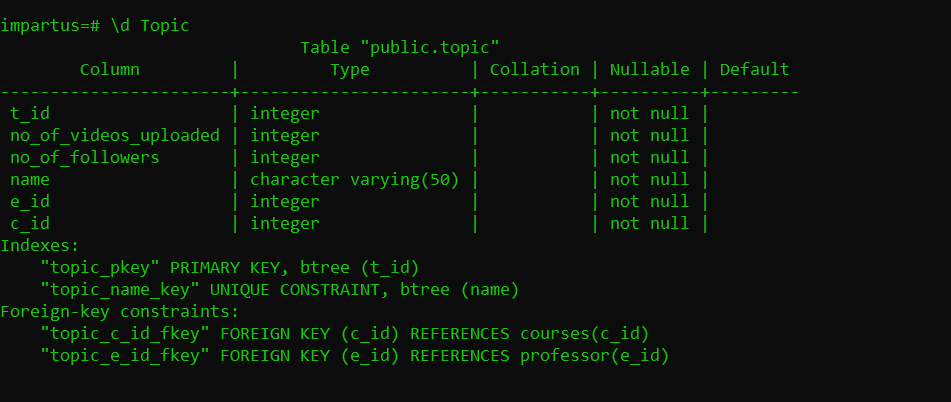 impartus=# \d Topic
                              Table "public.topic"
        Column         |         Type          | Collation | Nullable | Default
-----------------------+-----------------------+-----------+----------+---------
 t_id                  | integer               |           | not null |
 no_of_videos_uploaded | integer               |           | not null |
 no_of_followers       | integer               |           | not null |
 name                  | character varying(50) |           | not null |
 e_id                  | integer               |           | not null |
 c_id                  | integer               |           | not null |
Indexes:
    "topic_pkey" PRIMARY KEY, btree (t_id)
    "topic_name_key" UNIQUE CONSTRAINT, btree (name)
Foreign-key constraints:
    "topic_c_id_fkey" FOREIGN KEY (c_id) REFERENCES courses(c_id)
    "topic_e_id_fkey" FOREIGN KEY (e_id) REFERENCES professor(e_id)